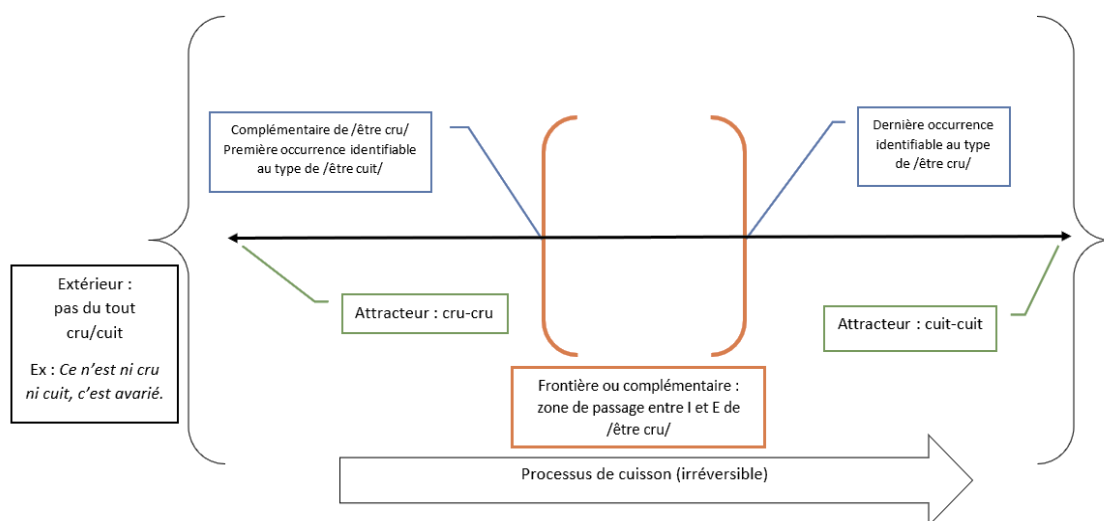 Complémentaire de /être cru/
Première occurrence identifiable
au type de /être cuit/
Dernière occurrence
identifiable au type
de /être cru/
Extérieur :
pas du tout
cru/cuit
Ex : Ce n’est ni cru
ni cuit, c’est avarié.
Attracteur : cru-cru
Attracteur : cuit-cuit
Frontière ou complémentaire :
zone de passage entre I et E de
/être cru/
Processus de cuisson (irréversible)